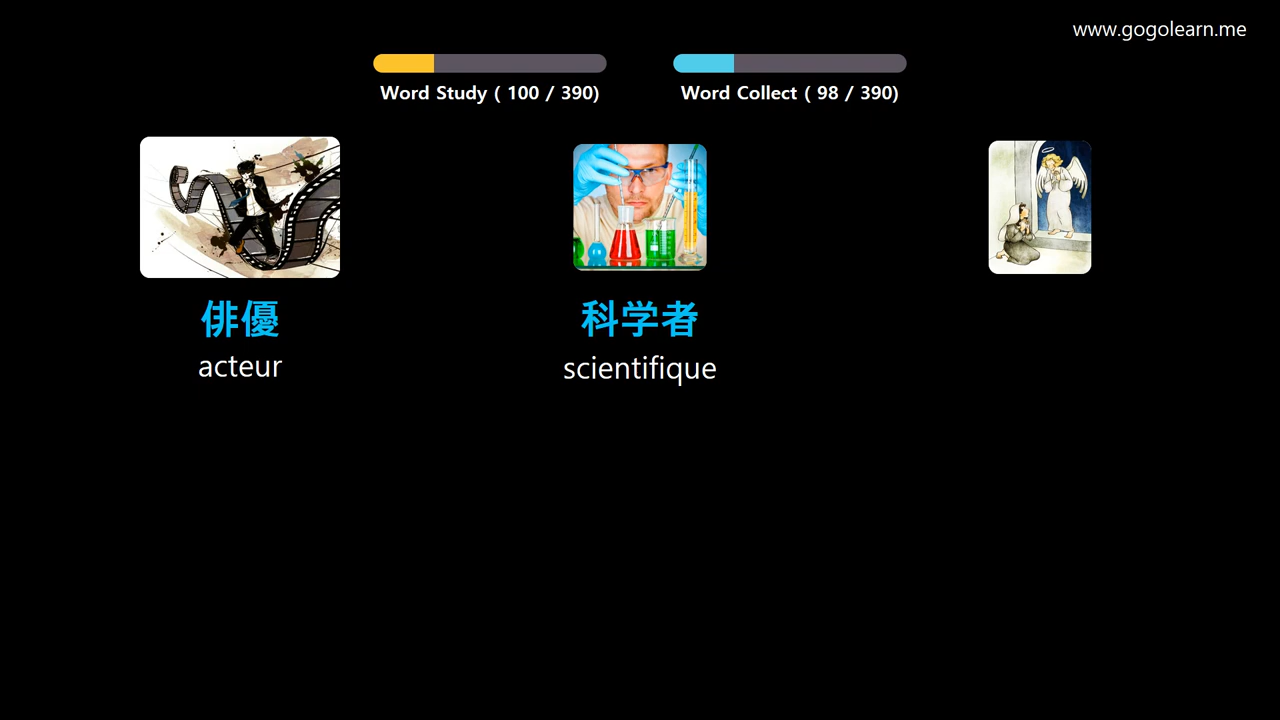 www.gogolearn.me
Word Study ( 100 / 390)
Word Collect ( 98 / 390)
俳優
科学者
acteur
scientifique